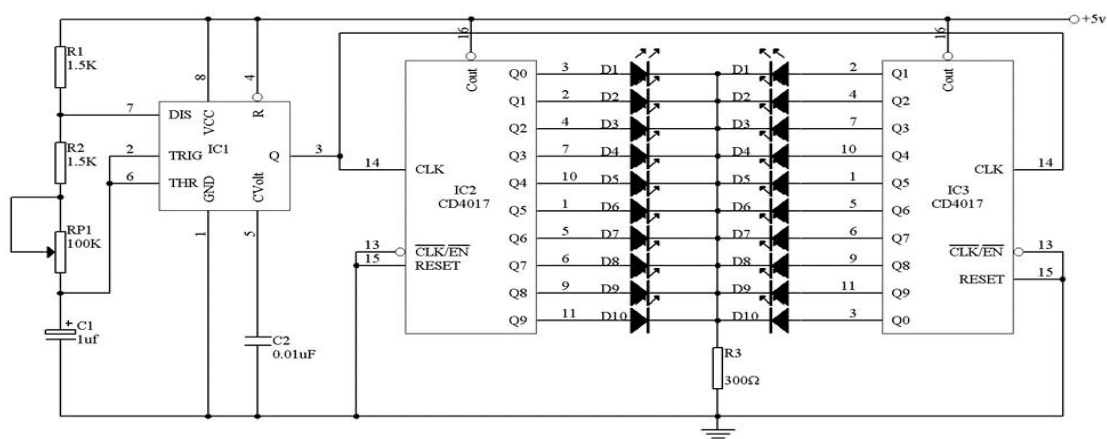 +5v
R1
1.5K
R2
1.5K
RP1
100K
+
C1
1uf
7
2
6
8
4
DIS
TRIG
THR
VCC
R
IC1
Q
GND
CVolt
1
5
3
C2
0.01uF
16
Cout
14
CLK
IC2
CD4017
13
CLK/EN
15
RESET
Q0 3 D1
Q1 2 D2
Q2 4 D3
Q3 7 D4
Q4 10 D5
Q5 1 D6
Q6 5 D7
Q7 6 D8
Q8 9 D9
Q9 11 D10
D1 2 Q1
D2 4 Q2
D3 7 Q3
D4 10 Q4
D5 1 Q5
D6 5 Q6
D7 6 Q7
D8 9 Q8
D9 11 Q9
D10 3 Q0
16
Cout
CLK
14
IC3
CD4017
CLK/EN
13
RESET
15
R3
300Ω